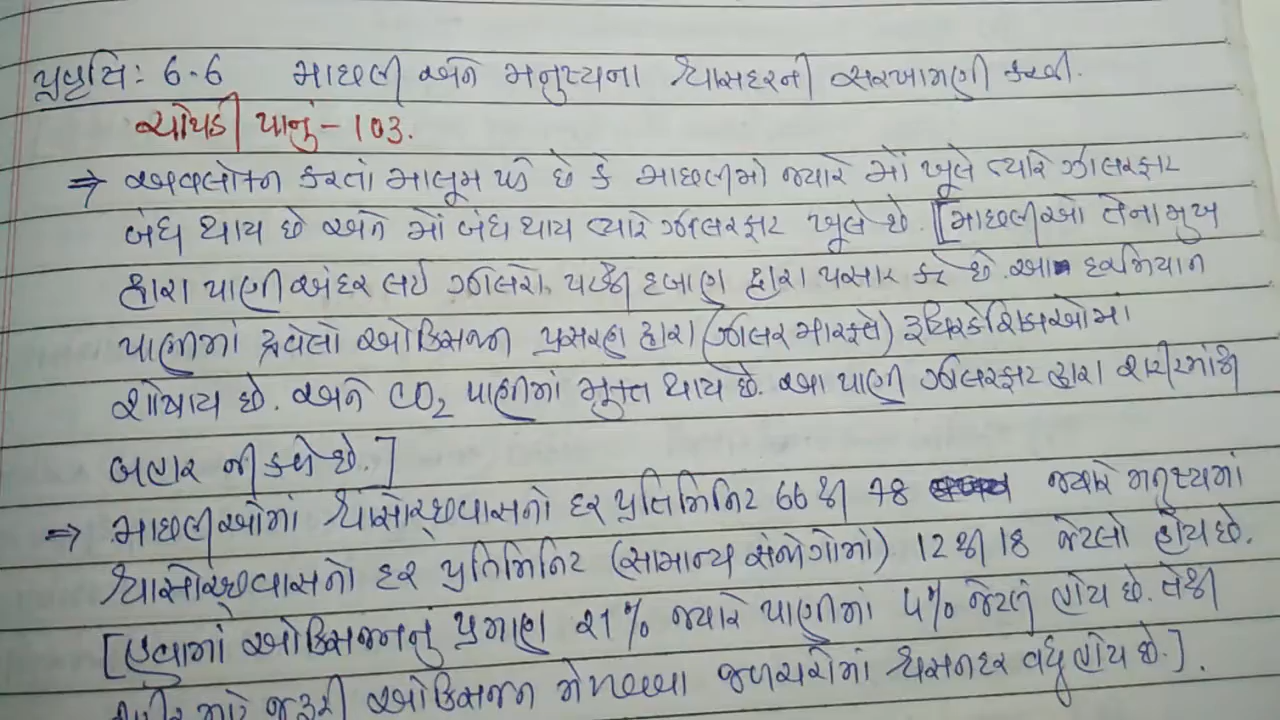 પ્રવૃત્તિ: 6.6 માછલી અને મનુષ્યના શ્વાસદરની સરખામણી કરવી.
ચોપડી પાનું - 103.
⇒ અવલોકન કરતાં માલૂમ પડે છે કે માછલીમાં જ્યારે મોં ખૂલે ત્યારે ઝાલરફાટ
બંધ થાય છે અને મોં બંધ થાય ત્યારે ઝાલરફાટ ખૂલે છે. [માછલીઓ તેના મુખ
દ્વારા પાણી અંદર લઈ ઝાલરો પરથી દબાણ દ્વારા પસાર કરે છે. આ દરમિયાન
પાણીમાં દ્રવેલો ઓક્સિજન પ્રસરણ દ્વારા (ઝાલર મારફતે) રૂધિરકેશિકાઓમાં
શોષાય છે. અને CO₂ પાણીમાં મુક્ત થાય છે. આ પાણી ઝાલરફાટ દ્વારા શરીરમાંથી
બહાર નીકળે છે.]
⇒ માછલીઓમાં શ્વાસોચ્છવાસનો દર પ્રતિમિનિટ 66 થી 78 જ્યારે મનુષ્યમાં
શ્વાસોચ્છવાસનો દર પ્રતિમિનિટ (સામાન્ય સંજોગોમાં) 12 થી 18 જેટલો હોય છે.
[હવામાં ઓક્સિજનનું પ્રમાણ 21% જ્યારે પાણીમાં 4% જેટલું હોય છે. તેથી
માટે જરૂરી ઓક્સિજન મેળવવા જળચરોમાં શ્વસનદર વધુ હોય છે.].